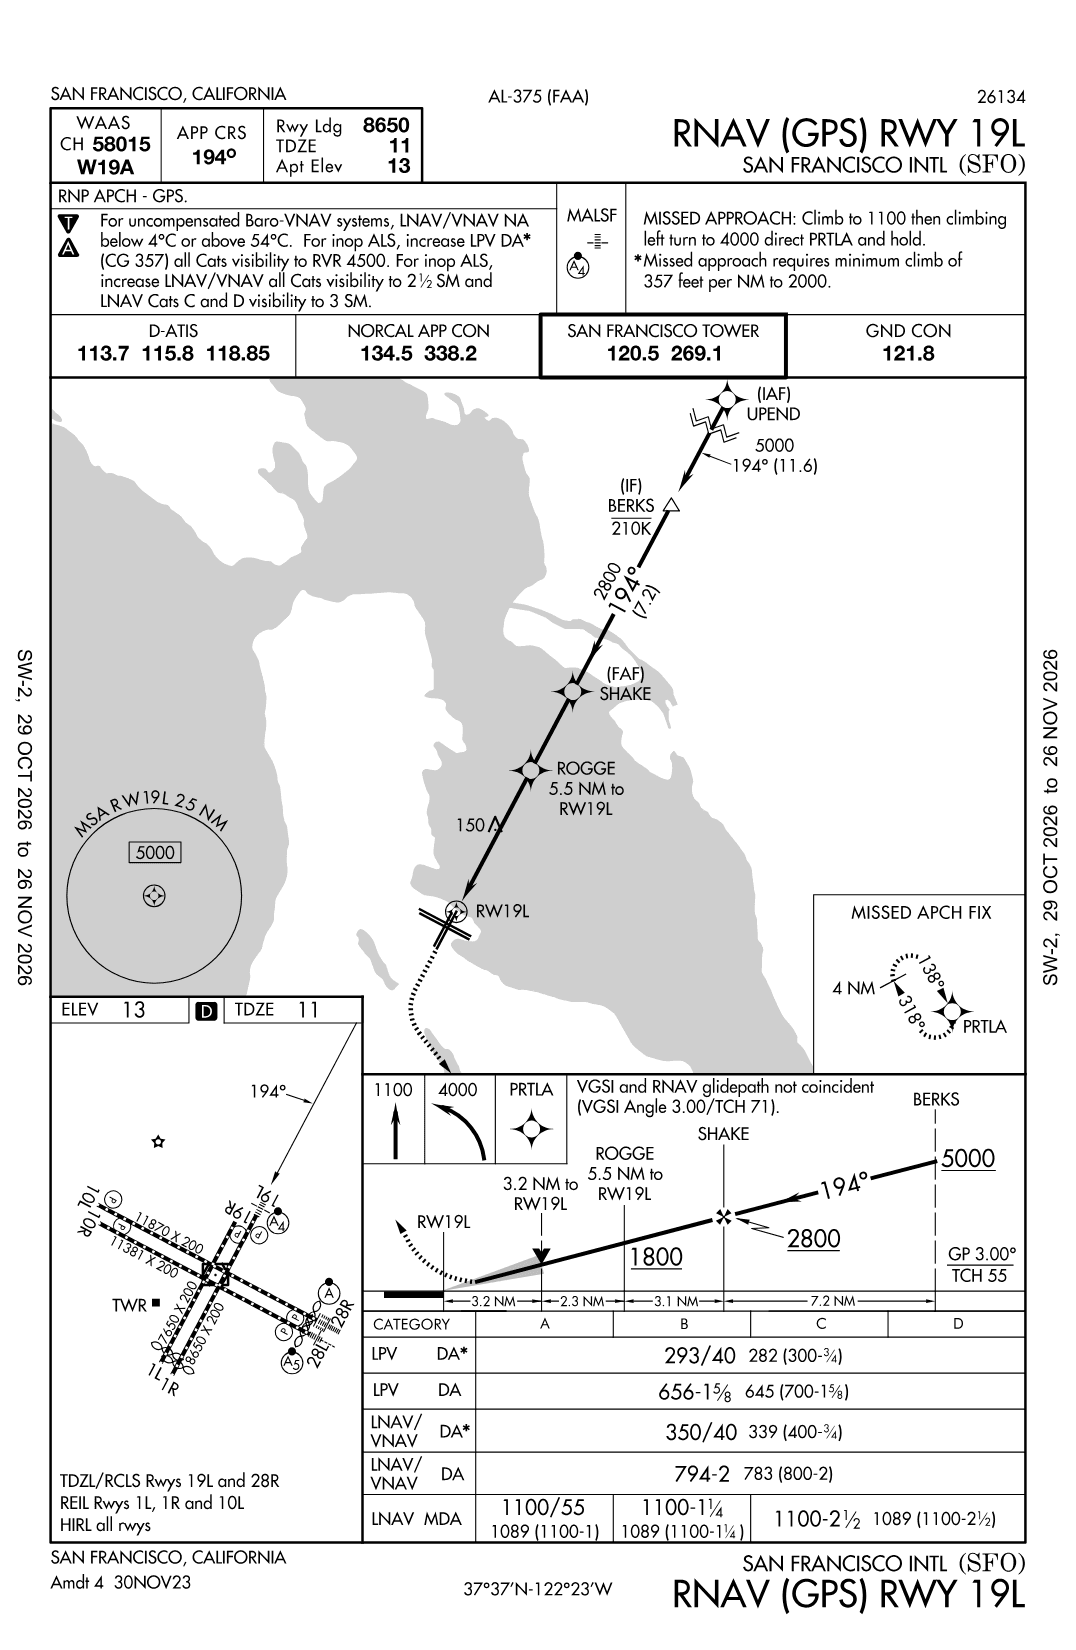 SAN FRANCISCO, CALIFORNIA
AL-375 (FAA)
26134
WAAS
CH 58015
W19A
APP CRS
194°
Rwy Ldg 8650
TDZE 11
Apt Elev 13
RNAV (GPS) RWY 19L
SAN FRANCISCO INTL (SFO)
RNP APCH - GPS.
T
A
For uncompensated Baro-VNAV systems, LNAV/VNAV NA
below 4°C or above 54°C. For inop ALS, increase LPV DA*
(CG 357) all Cats visibility to RVR 4500. For inop ALS,
increase LNAV/VNAV all Cats visibility to 2½ SM and
LNAV Cats C and D visibility to 3 SM.
MALSF
A4
MISSED APPROACH: Climb to 1100 then climbing
left turn to 4000 direct PRTLA and hold.
*Missed approach requires minimum climb of
357 feet per NM to 2000.
D-ATIS
113.7 115.8 118.85
NORCAL APP CON
134.5 338.2
SAN FRANCISCO TOWER
120.5 269.1
GND CON
121.8
(IAF)
UPEND
5000
194° (11.6)
(IF)
BERKS
210K
2800
194°
(7.2)
(FAF)
SHAKE
ROGGE
5.5 NM to
RW19L
150
RW19L
MSA RW19L 25 NM
5000
MISSED APCH FIX
4 NM
138°
318°
PRTLA
SW-2, 29 OCT 2026 to 26 NOV 2026
SW-2, 29 OCT 2026 to 26 NOV 2026
ELEV 13
D
TDZE 11
194°
10L
10R
P
P
11870 X 200
11381 X 200
19R
19L
P
P
A4
TWR
7650 X 200
8650 X 200
1L
1R
A
28R
P
P
A5
28L
TDZL/RCLS Rwys 19L and 28R
REIL Rwys 1L, 1R and 10L
HIRL all rwys
1100
4000
PRTLA
VGSI and RNAV glidepath not coincident
(VGSI Angle 3.00/TCH 71).
BERKS
SHAKE
ROGGE
5.5 NM to
RW19L
3.2 NM to
RW19L
RW19L
5000
194°
2800
1800
GP 3.00°
TCH 55
3.2 NM
2.3 NM
3.1 NM
7.2 NM
CATEGORY A B C D
LPV DA* 293/40 282 (300-¾)
LPV DA 656-1⅝ 645 (700-1⅝)
LNAV/
VNAV DA* 350/40 339 (400-¾)
LNAV/
VNAV DA 794-2 783 (800-2)
LNAV MDA
1100/55
1089 (1100-1)
1100-1¼
1089 (1100-1¼)
1100-2½ 1089 (1100-2½)
SAN FRANCISCO, CALIFORNIA
Amdt 4 30NOV23
37°37'N-122°23'W
SAN FRANCISCO INTL (SFO)
RNAV (GPS) RWY 19L